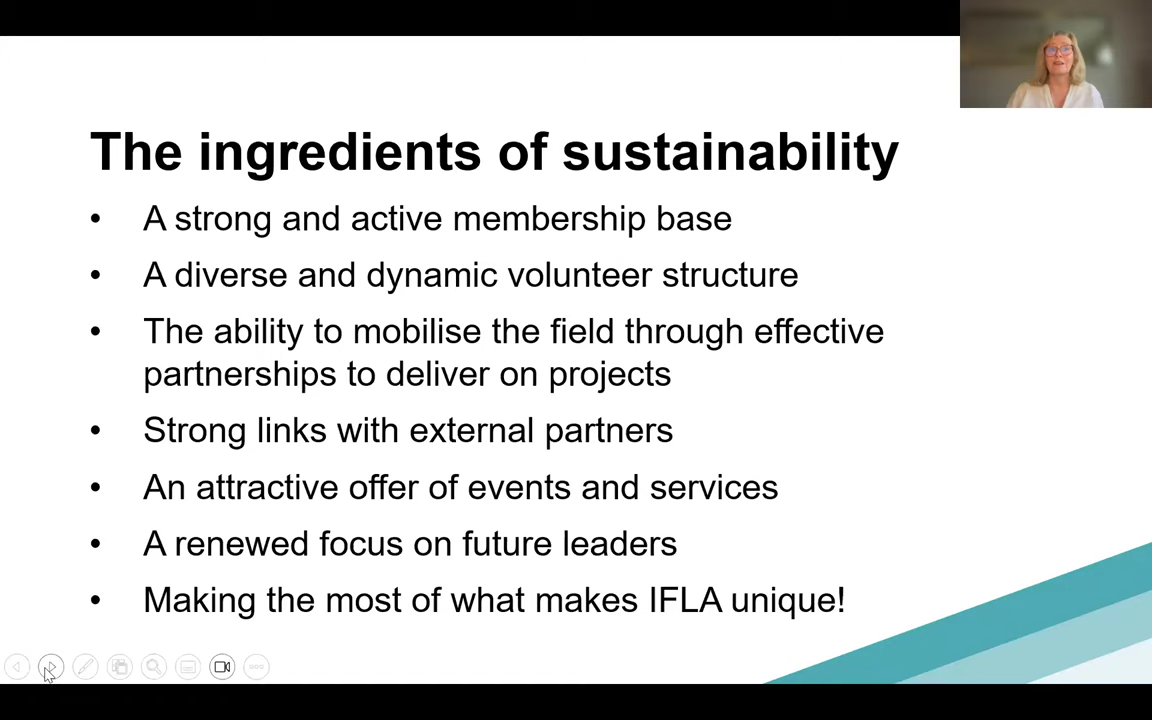 The ingredients of sustainability
• A strong and active membership base
• A diverse and dynamic volunteer structure
• The ability to mobilise the field through effective
partnerships to deliver on projects
• Strong links with external partners
• An attractive offer of events and services
• A renewed focus on future leaders
• Making the most of what makes IFLA unique!